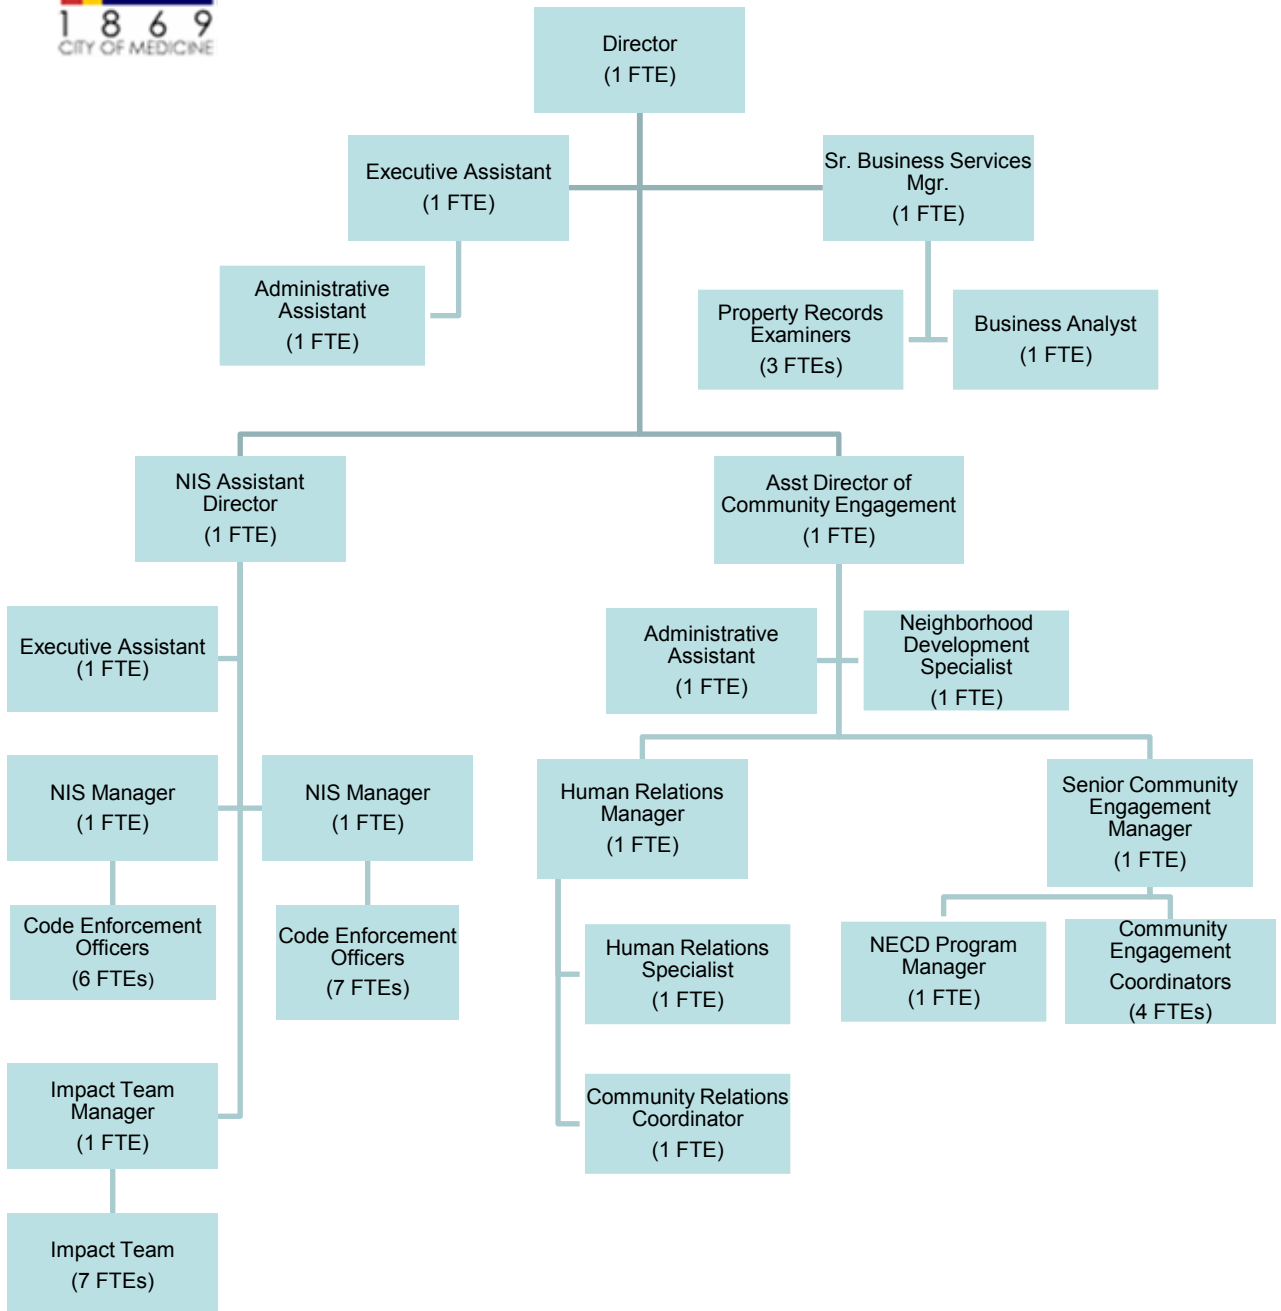 1 8 6 9
CITY OF MEDICINE
Director
(1 FTE)
Executive Assistant
(1 FTE)
Sr. Business Services
Mgr.
(1 FTE)
Administrative
Assistant
(1 FTE)
Property Records
Examiners
(3 FTEs)
Business Analyst
(1 FTE)
NIS Assistant
Director
(1 FTE)
Asst Director of
Community Engagement
(1 FTE)
Executive Assistant
(1 FTE)
Administrative
Assistant
(1 FTE)
Neighborhood
Development
Specialist
(1 FTE)
NIS Manager
(1 FTE)
NIS Manager
(1 FTE)
Human Relations
Manager
(1 FTE)
Senior Community
Engagement
Manager
(1 FTE)
Code Enforcement
Officers
(6 FTEs)
Code Enforcement
Officers
(7 FTEs)
Human Relations
Specialist
(1 FTE)
NECD Program
Manager
(1 FTE)
Community
Engagement
Coordinators
(4 FTEs)
Impact Team
Manager
(1 FTE)
Community Relations
Coordinator
(1 FTE)
Impact Team
(7 FTEs)